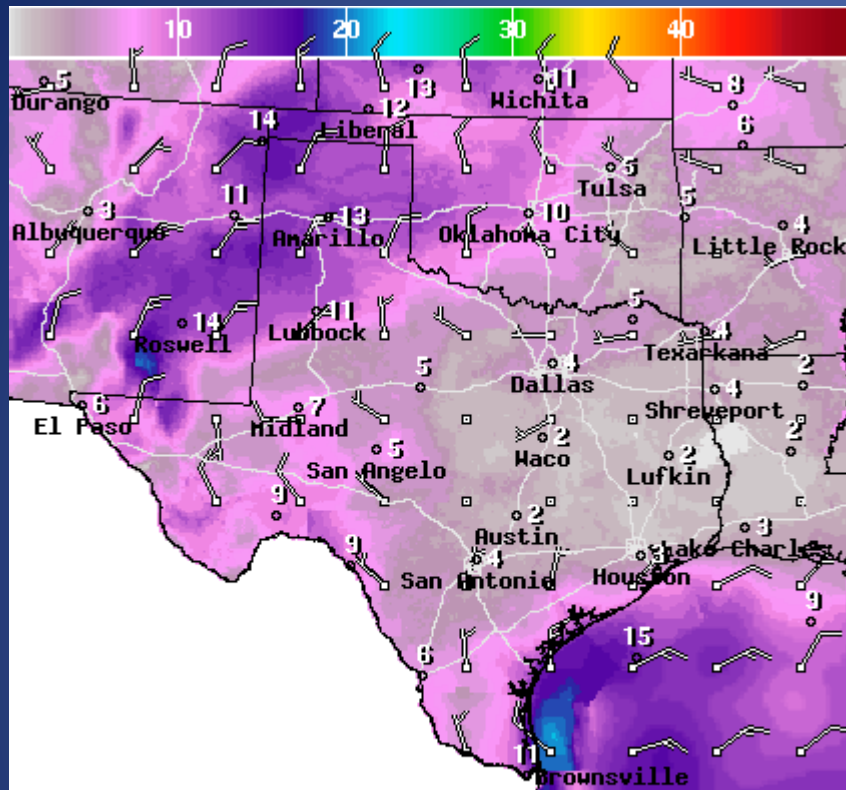 10 20 30 40
5 13 11 8
Durango Wichita
12
Liberal
14 6
5
Tulsa
3 11 13 10 5 4
Albuquerque Amarillo Oklahoma City Little Rock
14 11 5 4
Roswell Lubbock Texarkana
5 4 2
Dallas
6 7 4
El Paso Midland Shreveport
5 2 2 2
San Angelo Waco Lufkin
9 2 3
Austin Lake Charles
9 4 3
San Antonio Houston
9
6 15
11
Brownsville